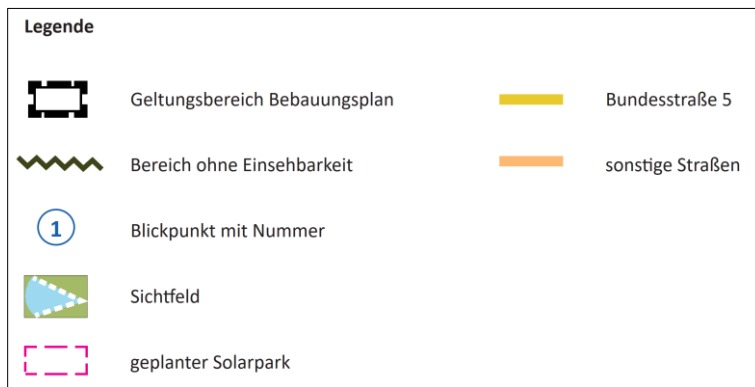 Legende
Geltungsbereich Bebauungsplan
Bereich ohne Einsehbarkeit
1
Blickpunkt mit Nummer
Sichtfeld
geplanter Solarpark
Bundesstraße 5
sonstige Straßen